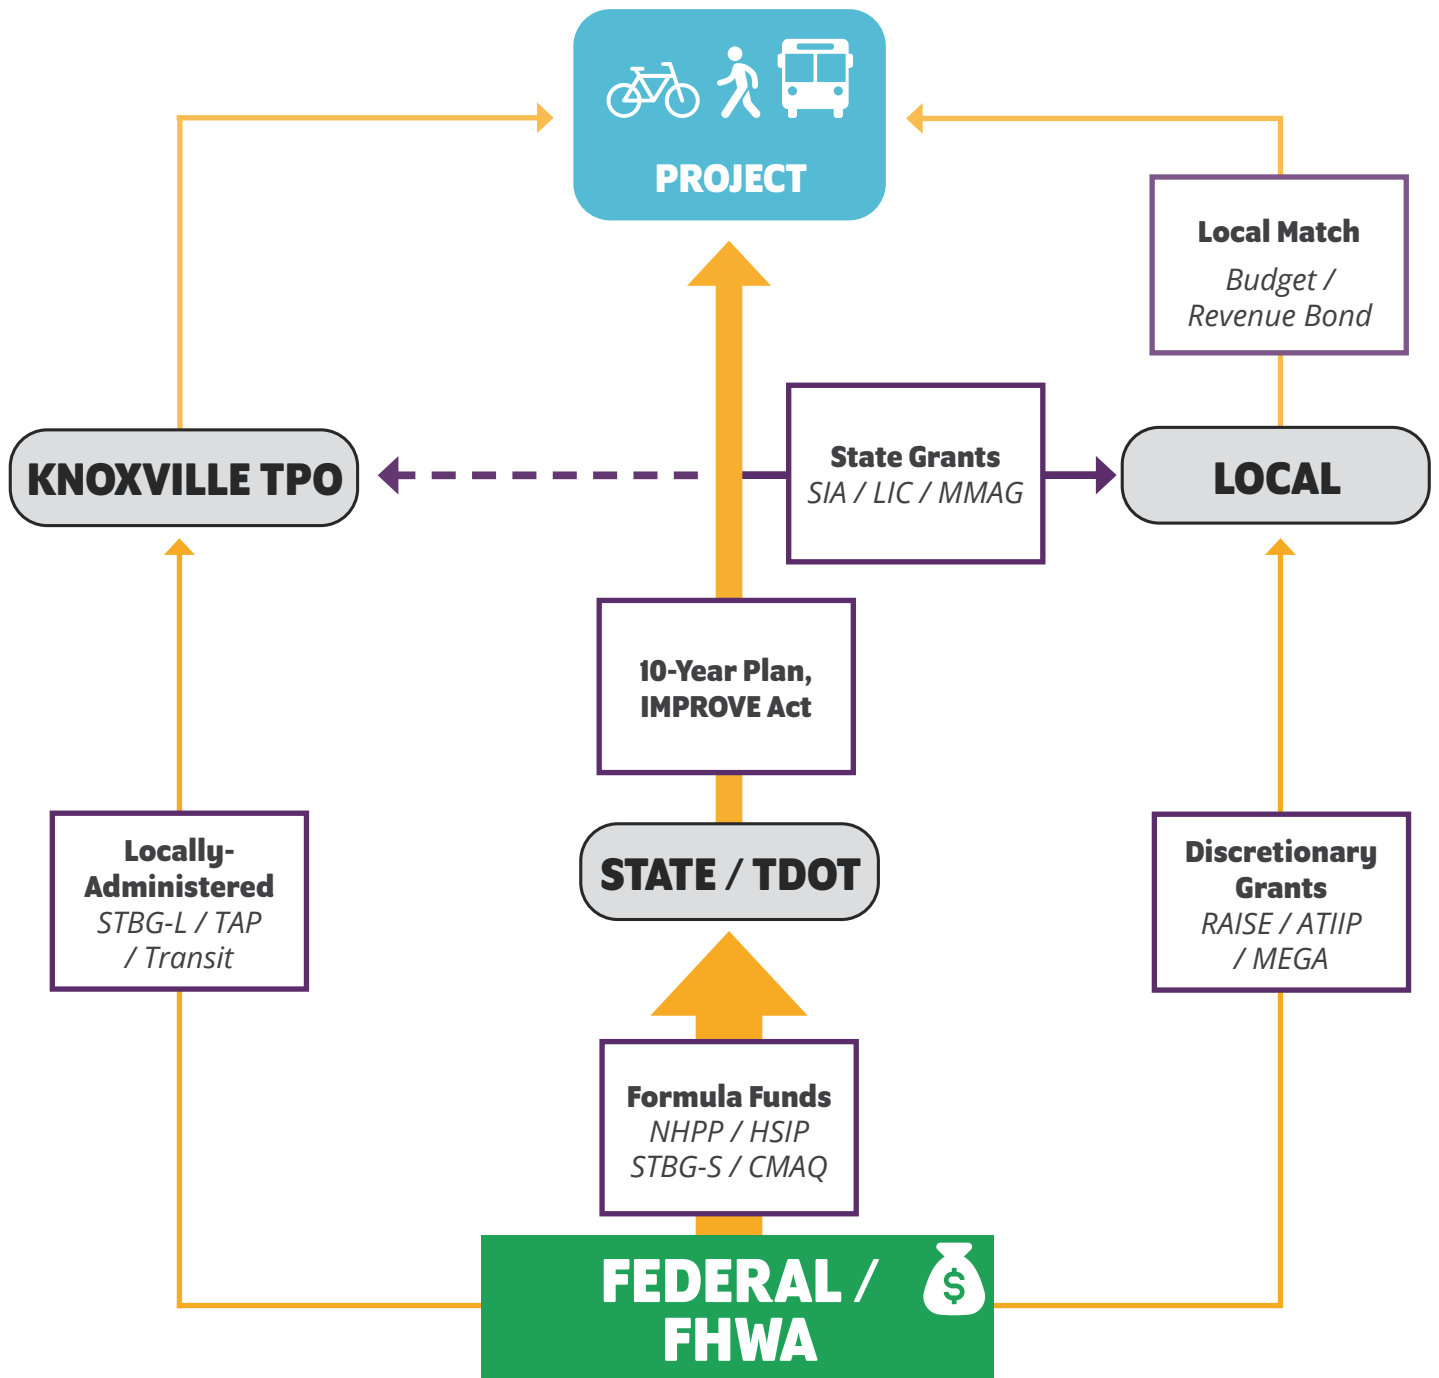 PROJECT
Local Match
Budget /
Revenue Bond
KNOXVILLE TPO
State Grants
SIA / LIC / MMAG
LOCAL
10-Year Plan,
IMPROVE Act
Locally-
Administered
STBG-L / TAP
/ Transit
STATE / TDOT
Discretionary
Grants
RAISE / ATIIP
/ MEGA
Formula Funds
NHPP / HSIP
STBG-S / CMAQ
FEDERAL /
FHWA
$